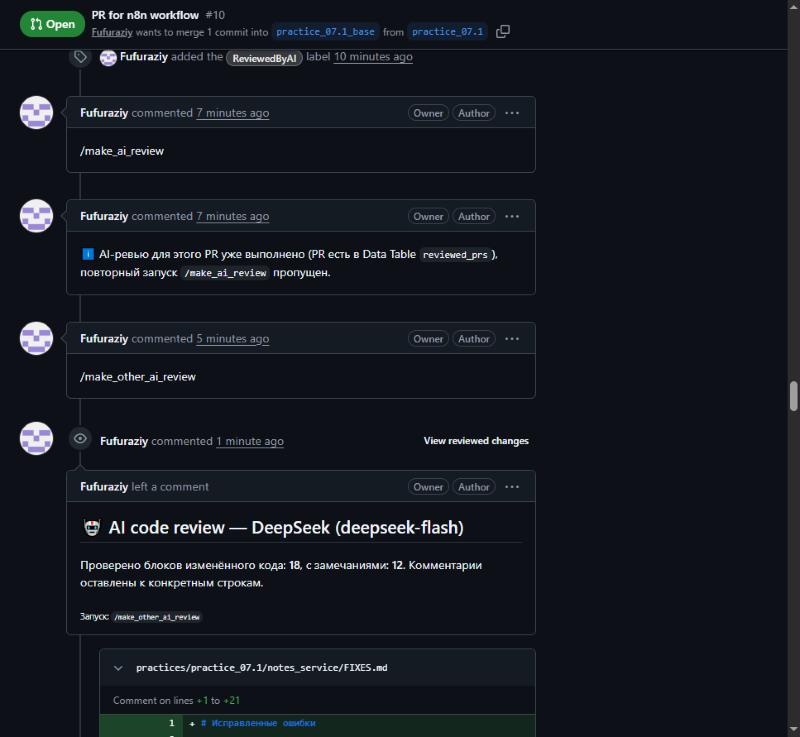 Open
PR for n8n workflow #10
Fufuraziy wants to merge 1 commit into practice_07.1_base from practice_07.1
Fufuraziy added the ReviewedByAI label 10 minutes ago
Fufuraziy commented 7 minutes ago Owner Author ...
/make_ai_review
Fufuraziy commented 7 minutes ago Owner Author ...
i AI-ревью для этого PR уже выполнено (PR есть в Data Table reviewed_prs ),
повторный запуск /make_ai_review пропущен.
Fufuraziy commented 5 minutes ago Owner Author ...
/make_other_ai_review
Fufuraziy commented 1 minute ago View reviewed changes
Fufuraziy left a comment Owner Author ...
AI code review — DeepSeek (deepseek-flash)
Проверено блоков изменённого кода: 18, с замечаниями: 12. Комментарии
оставлены к конкретным строкам.
Запуск: /make_other_ai_review
practices/practice_07.1/notes_service/FIXES.md
Comment on lines +1 to +21
1 + # Исправленные ошибки